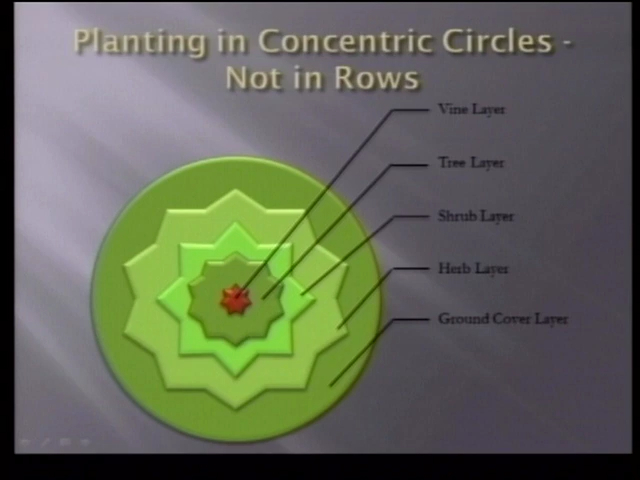 Planting in Concentric Circles -
Not in Rows
Vine Layer
Tree Layer
Shrub Layer
Herb Layer
Ground Cover Layer